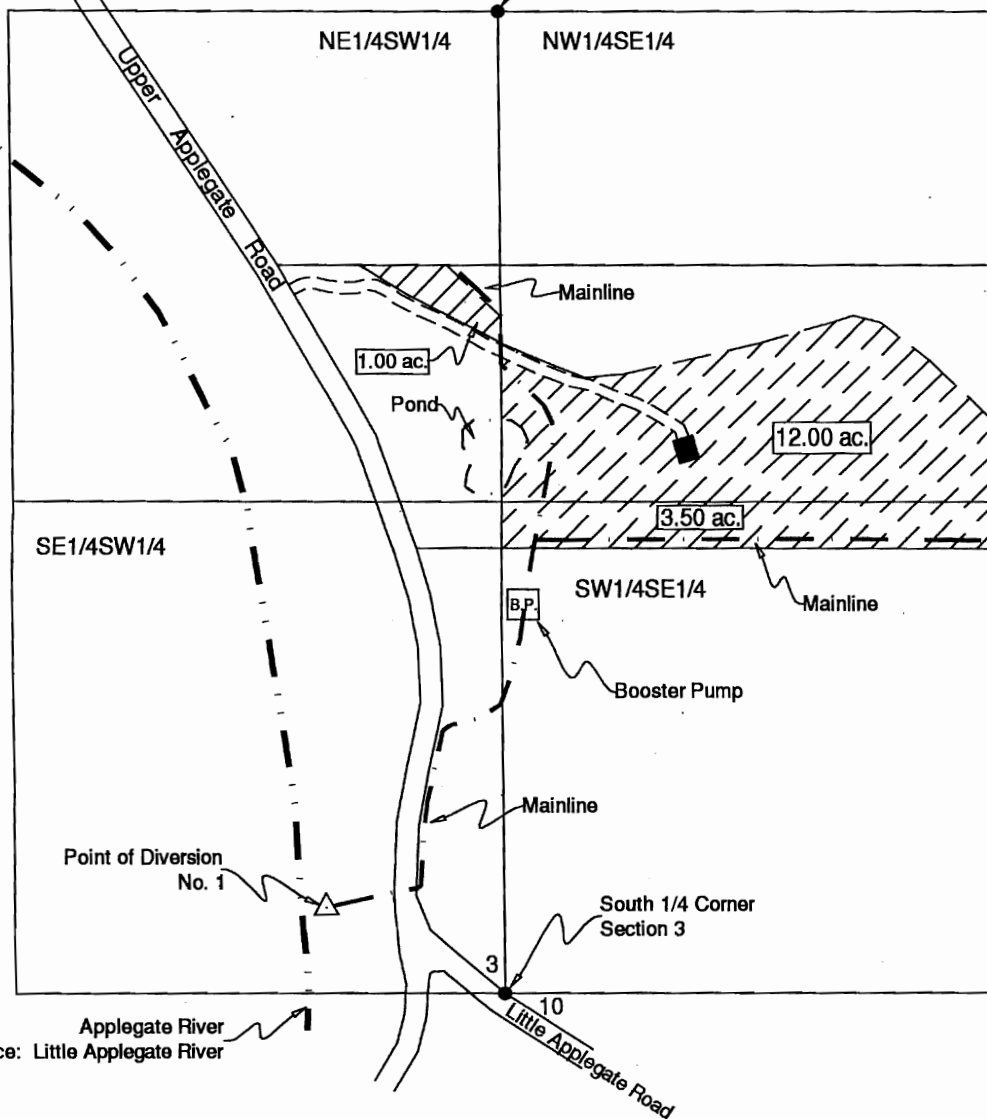 NE1/4SW1/4
NW1/4SE1/4
Upper Applegate Road
Mainline
1.00 ac.
Pond
12.00 ac.
3.50 ac.
SE1/4SW1/4
SW1/4SE1/4
Mainline
B.P.
Booster Pump
Mainline
Point of Diversion
No. 1
South 1/4 Corner
Section 3
3
10
Little Applegate Road
Applegate River
ce: Little Applegate River